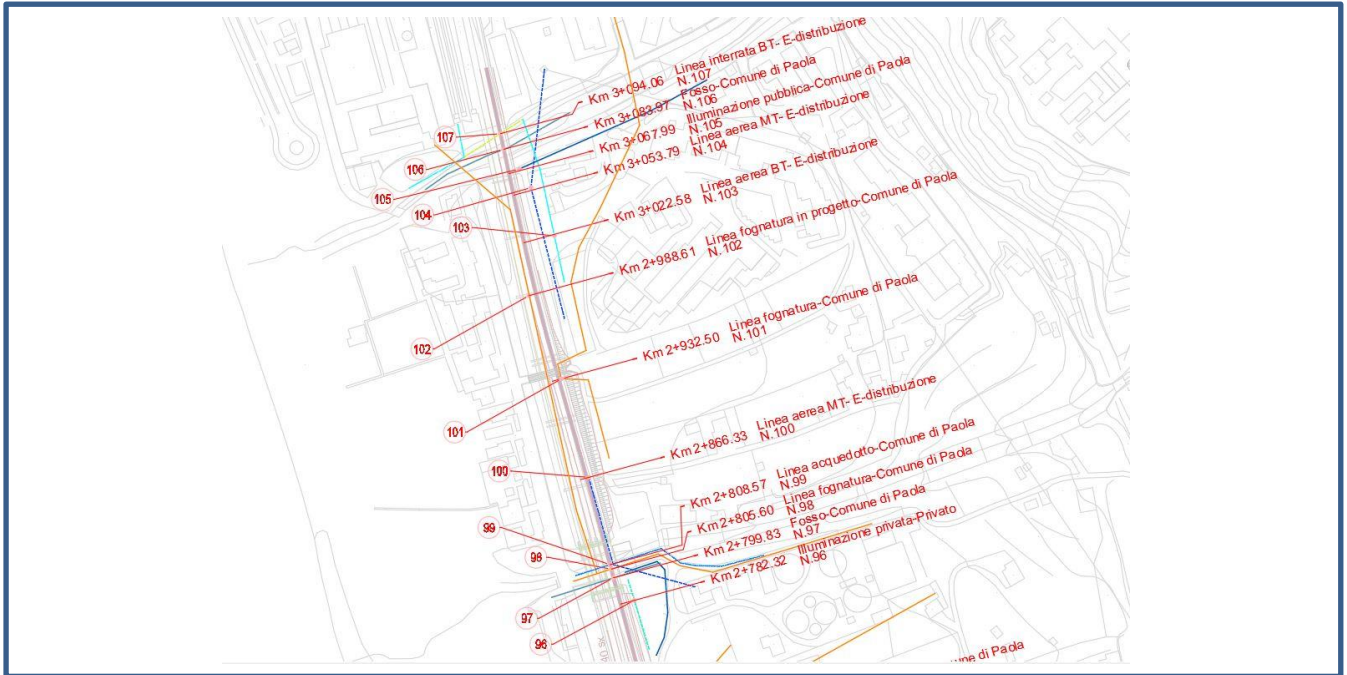 Km 3+094.06 Linea interrata BT- E-distribuzione
N.107
Km 3+083.97 Fosso-Comune di Paola
N.106
Km 3+067.99 Illuminazione pubblica-Comune di Paola
N.105
Km 3+053.79 Linea aerea MT- E-distribuzione
N.104
Km 3+022.58 Linea aerea BT- E-distribuzione
N.103
Km 2+988.61 Linea fognatura in progetto-Comune di Paola
N.102
Km 2+932.50 Linea fognatura-Comune di Paola
N.101
Km 2+866.33 Linea aerea MT- E-distribuzione
N.100
Km 2+808.57 Linea acquedotto-Comune di Paola
N.99
Km 2+805.60 Linea fognatura-Comune di Paola
N.98
Km 2+799.83 Fosso-Comune di Paola
N.97
Km 2+782.32 Illuminazione privata-Privato
N.96
di Paola
107
106
105
104
103
102
101
100
99
98
97
96